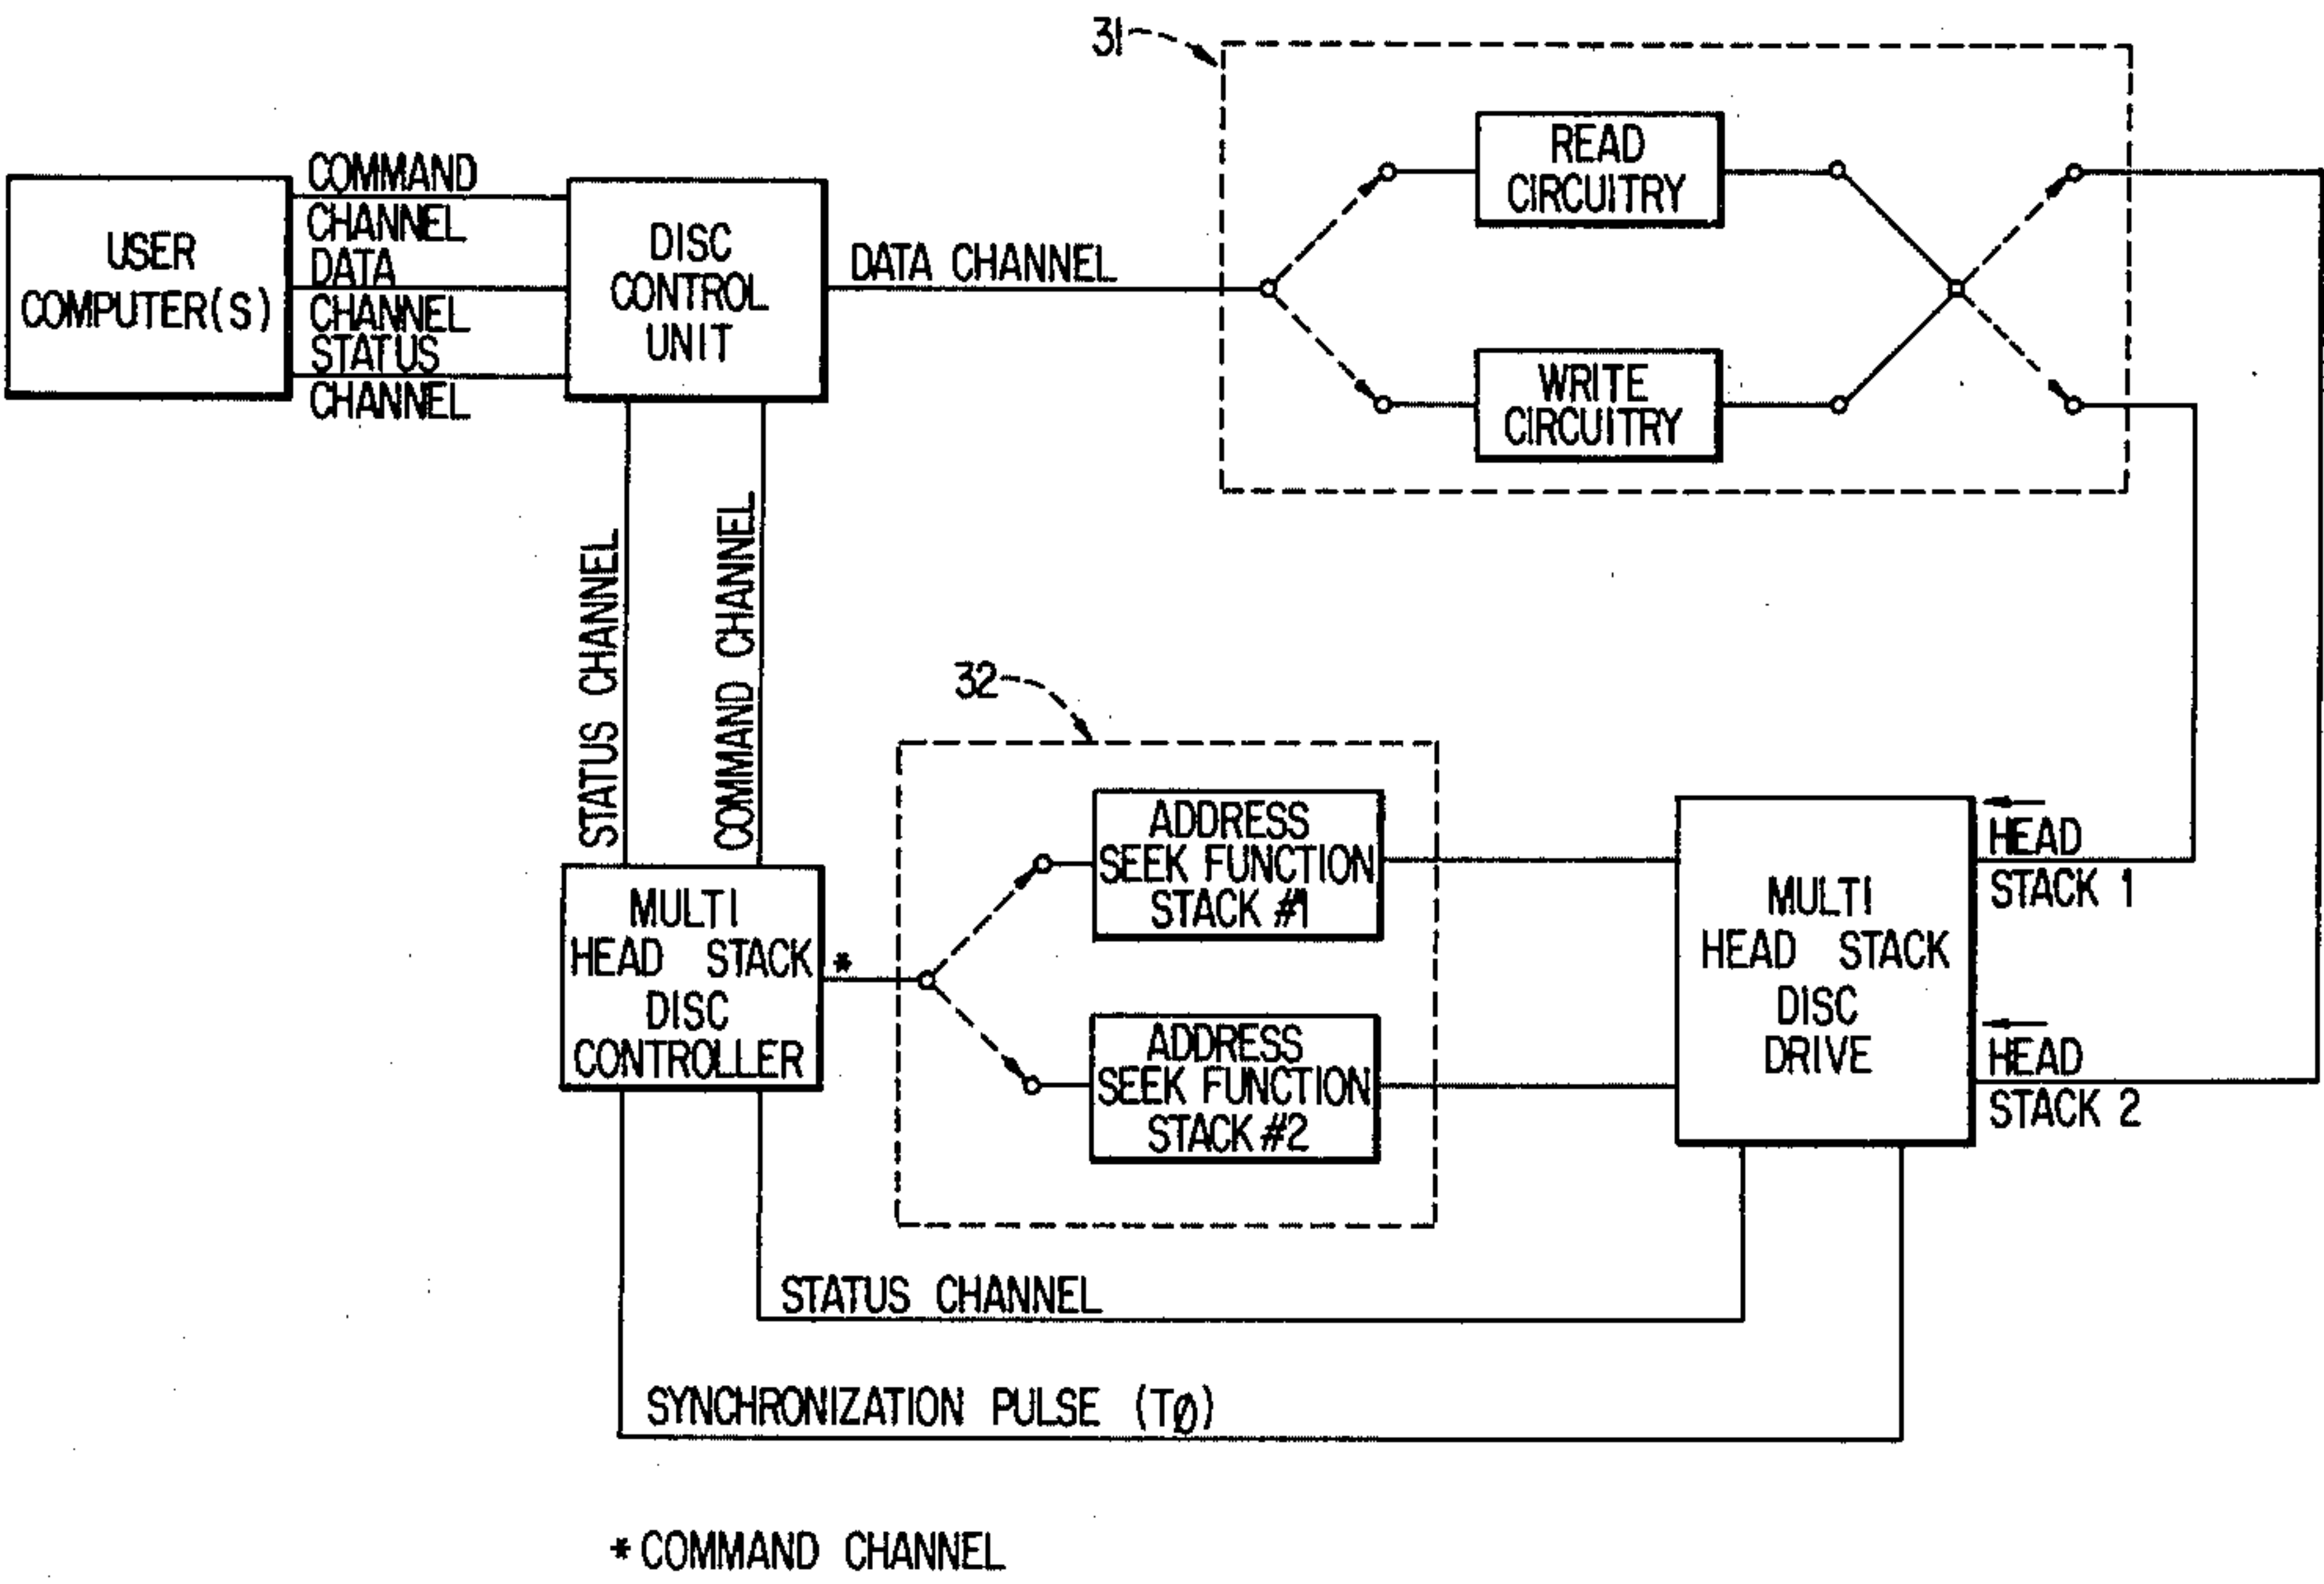 31
USER
COMPUTER(S)
COMMAND
CHANNEL
DATA
CHANNEL
STATUS
CHANNEL
DISC
CONTROL
UNIT
DATA CHANNEL
READ
CIRCUITRY
WRITE
CIRCUITRY
STATUS CHANNEL
COMMAND CHANNEL
32
MULTI
HEAD STACK
DISC
CONTROLLER
*
ADDRESS
SEEK FUNCTION
STACK #1
ADDRESS
SEEK FUNCTION
STACK #2
MULTI
HEAD STACK
DISC
DRIVE
HEAD
STACK 1
HEAD
STACK 2
STATUS CHANNEL
SYNCHRONIZATION PULSE (TØ)
* COMMAND CHANNEL